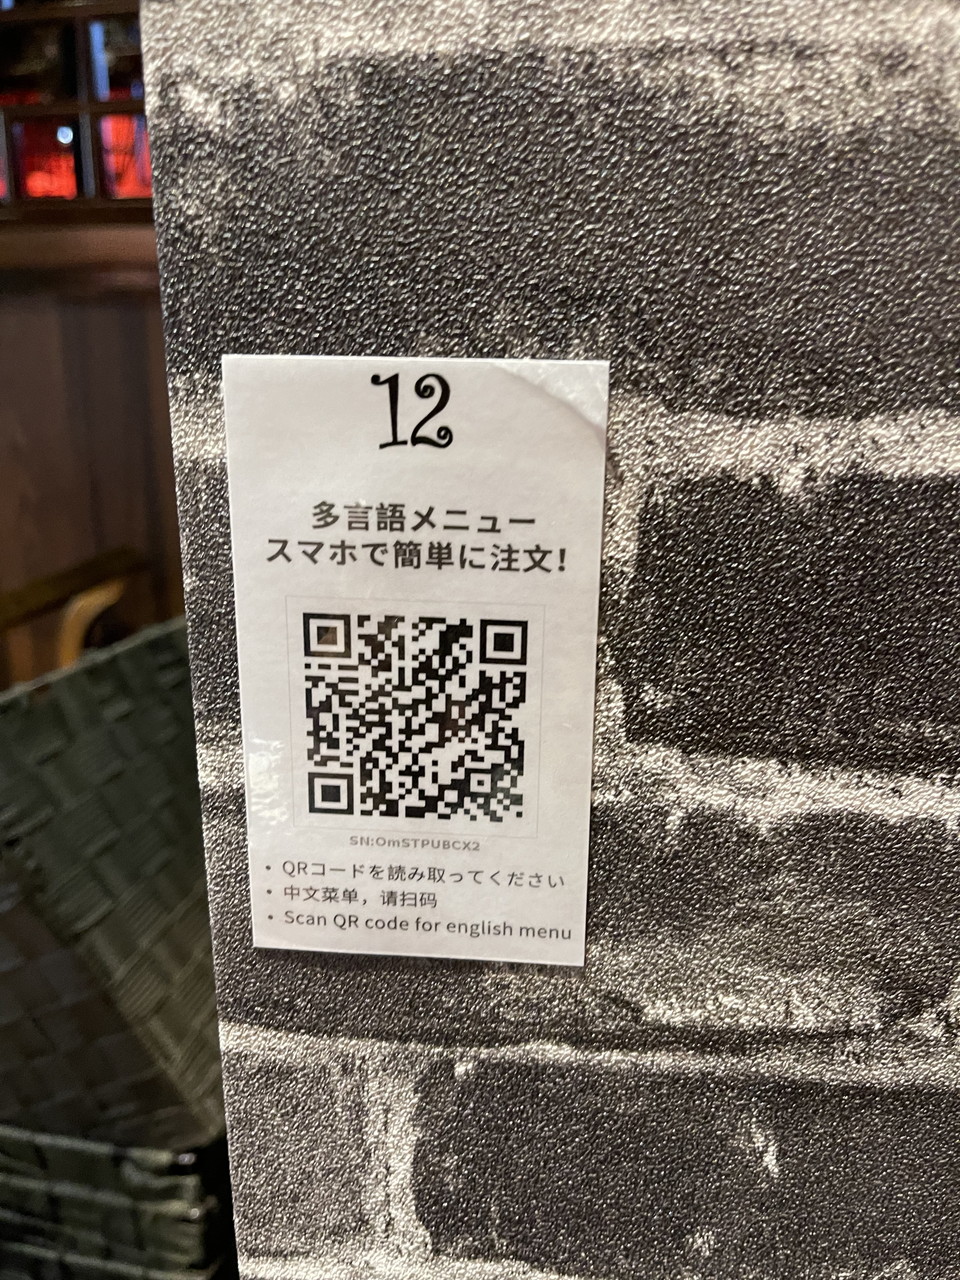 12
多言語メニュー
スマホで簡単に注文!
SN:OmSTPUBCX2
• QRコードを読み取ってください
• 中文菜单，请扫码
• Scan QR code for english menu